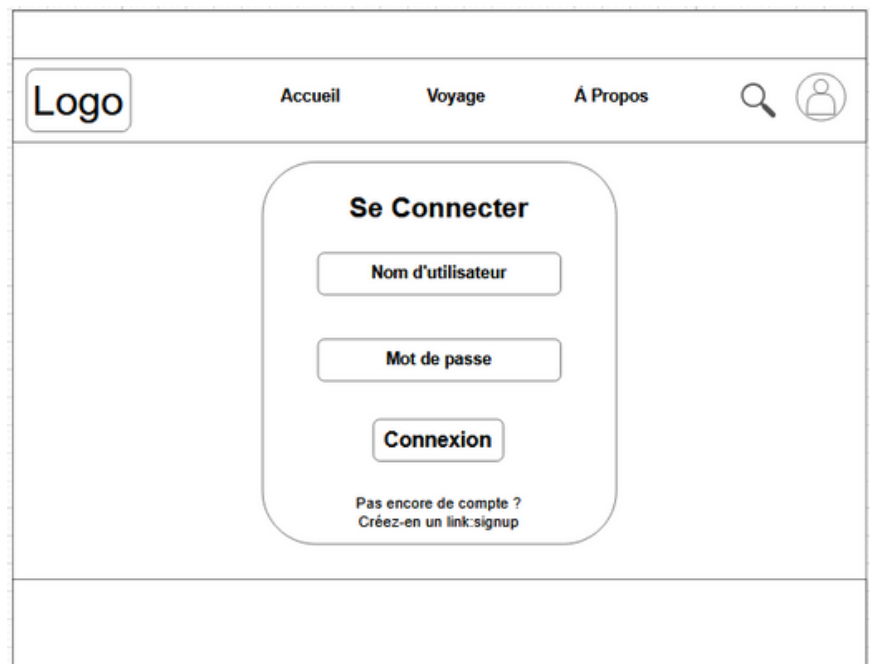 Logo
Accueil
Voyage
Á Propos
Se Connecter
Nom d'utilisateur
Mot de passe
Connexion
Pas encore de compte ?
Créez-en un link:signup